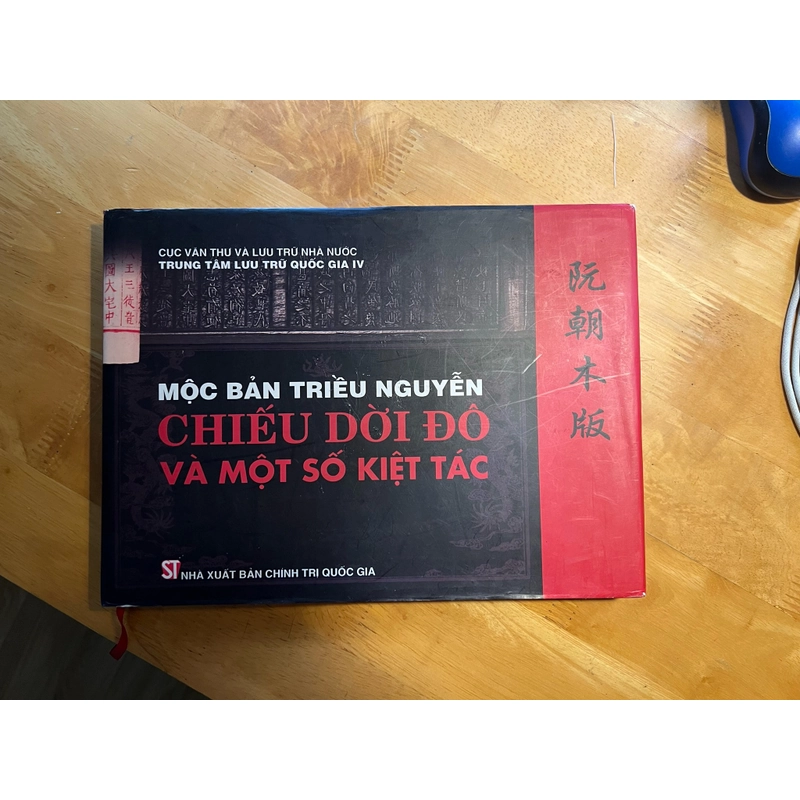 CỤC VĂN THƯ VÀ LƯU TRỮ NHÀ NƯỚC
TRUNG TÂM LƯU TRỮ QUỐC GIA IV
MỘC BẢN TRIỀU NGUYỄN
CHIẾU DỜI ĐÔ
VÀ MỘT SỐ KIỆT TÁC
ST NHÀ XUẤT BẢN CHÍNH TRỊ QUỐC GIA
阮朝木版